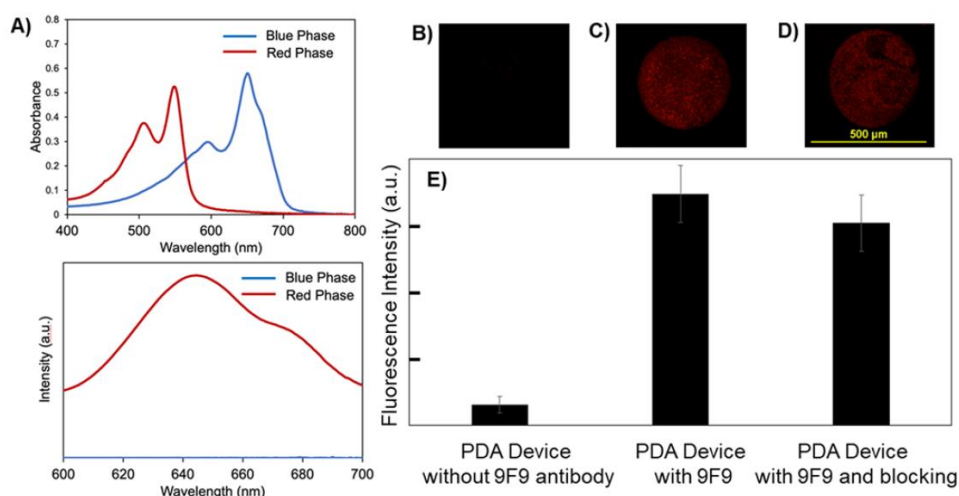 A)
0.8
0.7
0.6
0.5
0.4
0.3
0.2
0.1
0
Absorbance
Blue Phase
Red Phase
400 500 600 700 800
Wavelength (nm)
Intensity (a.u.)
Blue Phase
Red Phase
600 620 640 660 680 700
Wavelength (nm)
B)
C)
D)
500 µm
E)
Fluorescence Intensity (a.u.)
PDA Device
without 9F9 antibody
PDA Device
with 9F9
PDA Device
with 9F9 and blocking